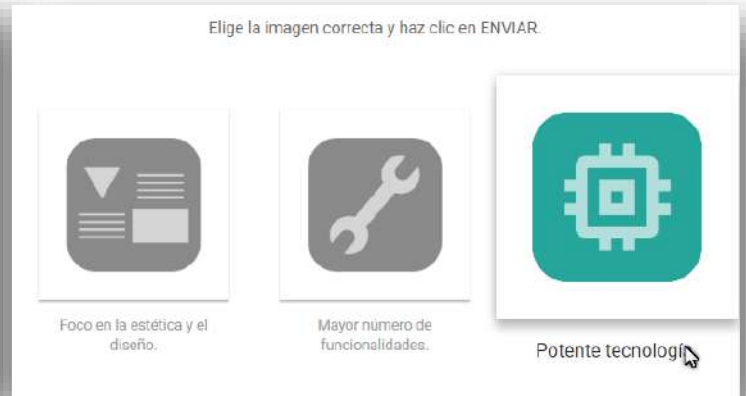 Elige la imagen correcta y haz clic en ENVIAR.
Foco en la estética y el
diseño.
Mayor número de
funcionalidades.
Potente tecnología